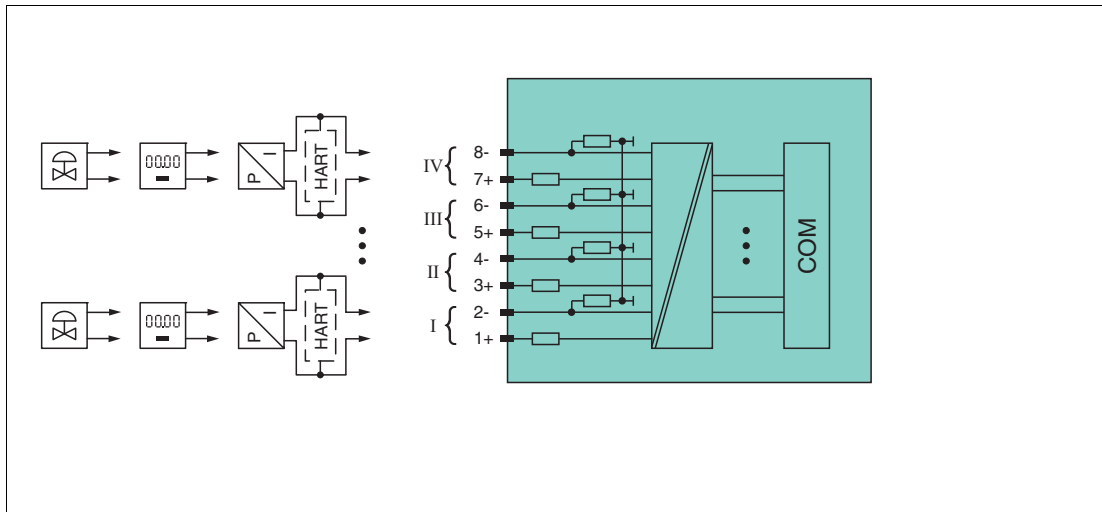 00.00
P I
HART
IV
8-
7+
III
6-
5+
II
4-
3+
I
2-
1+
COM
00.00
P I
HART